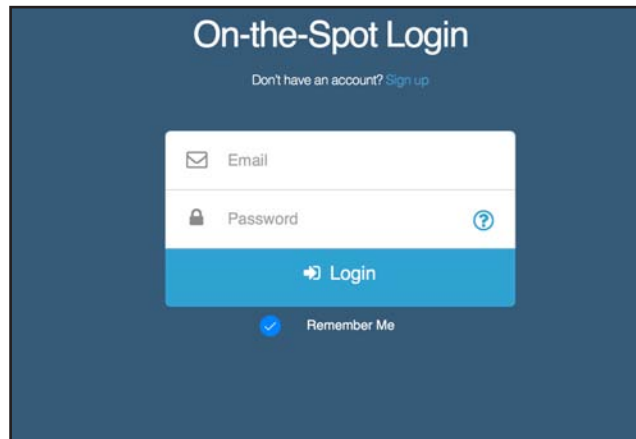 On-the-Spot Login
Don't have an account? Sign up
Email
Password
Login
Remember Me